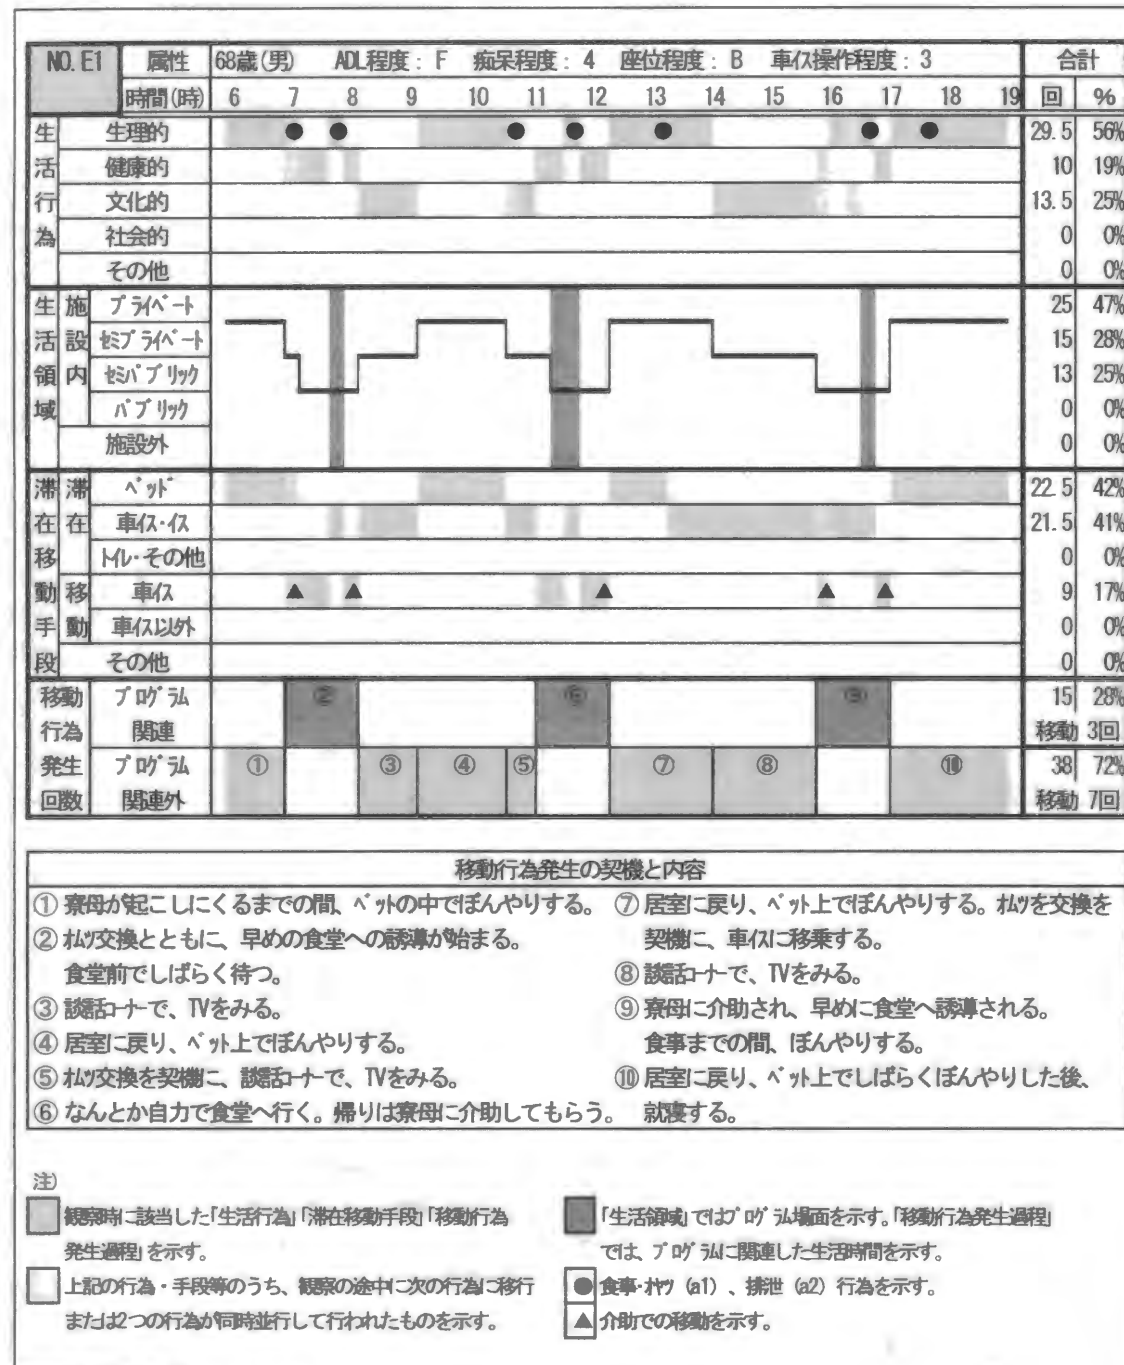 NO. E1 属性 68歳(男) ADL程度：F 痴呆程度：4 座位程度：B 車イス操作程度：3 合計
時間(時) 6 7 8 9 10 11 12 13 14 15 16 17 18 19 回 %
生活行為
生理的 29.5 56%
健康的 10 19%
文化的 13.5 25%
社会的 0 0%
その他 0 0%
生活領域
施設内
プライベート 25 47%
セミプライベート 15 28%
セミパブリック 13 25%
パブリック 0 0%
施設外 0 0%
滞在移動手段
滞在
ベッド 22.5 42%
車イス・イス 21.5 41%
トイレ・その他 0 0%
移動
車イス 9 17%
車イス以外 0 0%
その他 0 0%
移動行為発生回数
プログラム関連 ② ⑥ ⑨ 15 28%
移動 3回
プログラム関連外 ① ③ ④ ⑤ ⑦ ⑧ ⑩ 38 72%
移動 7回
移動行為発生の契機と内容
① 寮母が起こしにくるまでの間、ベットの中でぼんやりする。
② オムツ交換とともに、早めの食堂への誘導が始まる。
食堂前でしばらく待つ。
③ 談話コーナーで、TVをみる。
④ 居室に戻り、ベット上でぼんやりする。
⑤ オムツ交換を契機に、談話コーナーで、TVをみる。
⑥ なんとか自力で食堂へ行く。帰りは寮母に介助してもらう。
⑦ 居室に戻り、ベット上でぼんやりする。オムツを交換を
契機に、車イスに移乗する。
⑧ 談話コーナーで、TVをみる。
⑨ 寮母に介助され、早めに食堂へ誘導される。
食事までの間、ぼんやりする。
⑩ 居室に戻り、ベット上でしばらくぼんやりした後、
就寝する。
注)
観察時に該当した「生活行為」「滞在移動手段」「移動行為
発生過程」を示す。
上記の行為・手段等のうち、観察の途中に次の行為に移行
または2つの行為が同時並行して行われたものを示す。
「生活領域」ではプログラム場面を示す。「移動行為発生過程」
では、プログラムに関連した生活時間を示す。
● 食事・オヤツ (a1) 、排泄 (a2) 行為を示す。
▲ 介助での移動を示す。